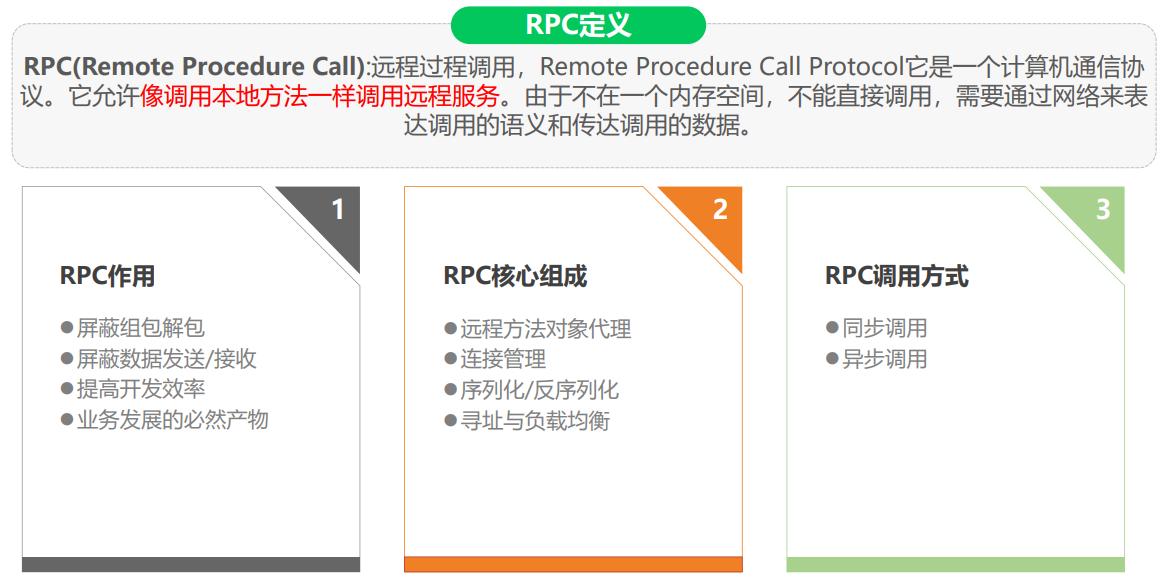 RPC定义
RPC(Remote Procedure Call):远程过程调用，Remote Procedure Call Protocol它是一个计算机通信协
议。它允许像调用本地方法一样调用远程服务。由于不在一个内存空间，不能直接调用，需要通过网络来表
达调用的语义和传达调用的数据。
1
RPC作用
●屏蔽组包解包
●屏蔽数据发送/接收
●提高开发效率
●业务发展的必然产物
2
RPC核心组成
●远程方法对象代理
●连接管理
●序列化/反序列化
●寻址与负载均衡
3
RPC调用方式
●同步调用
●异步调用